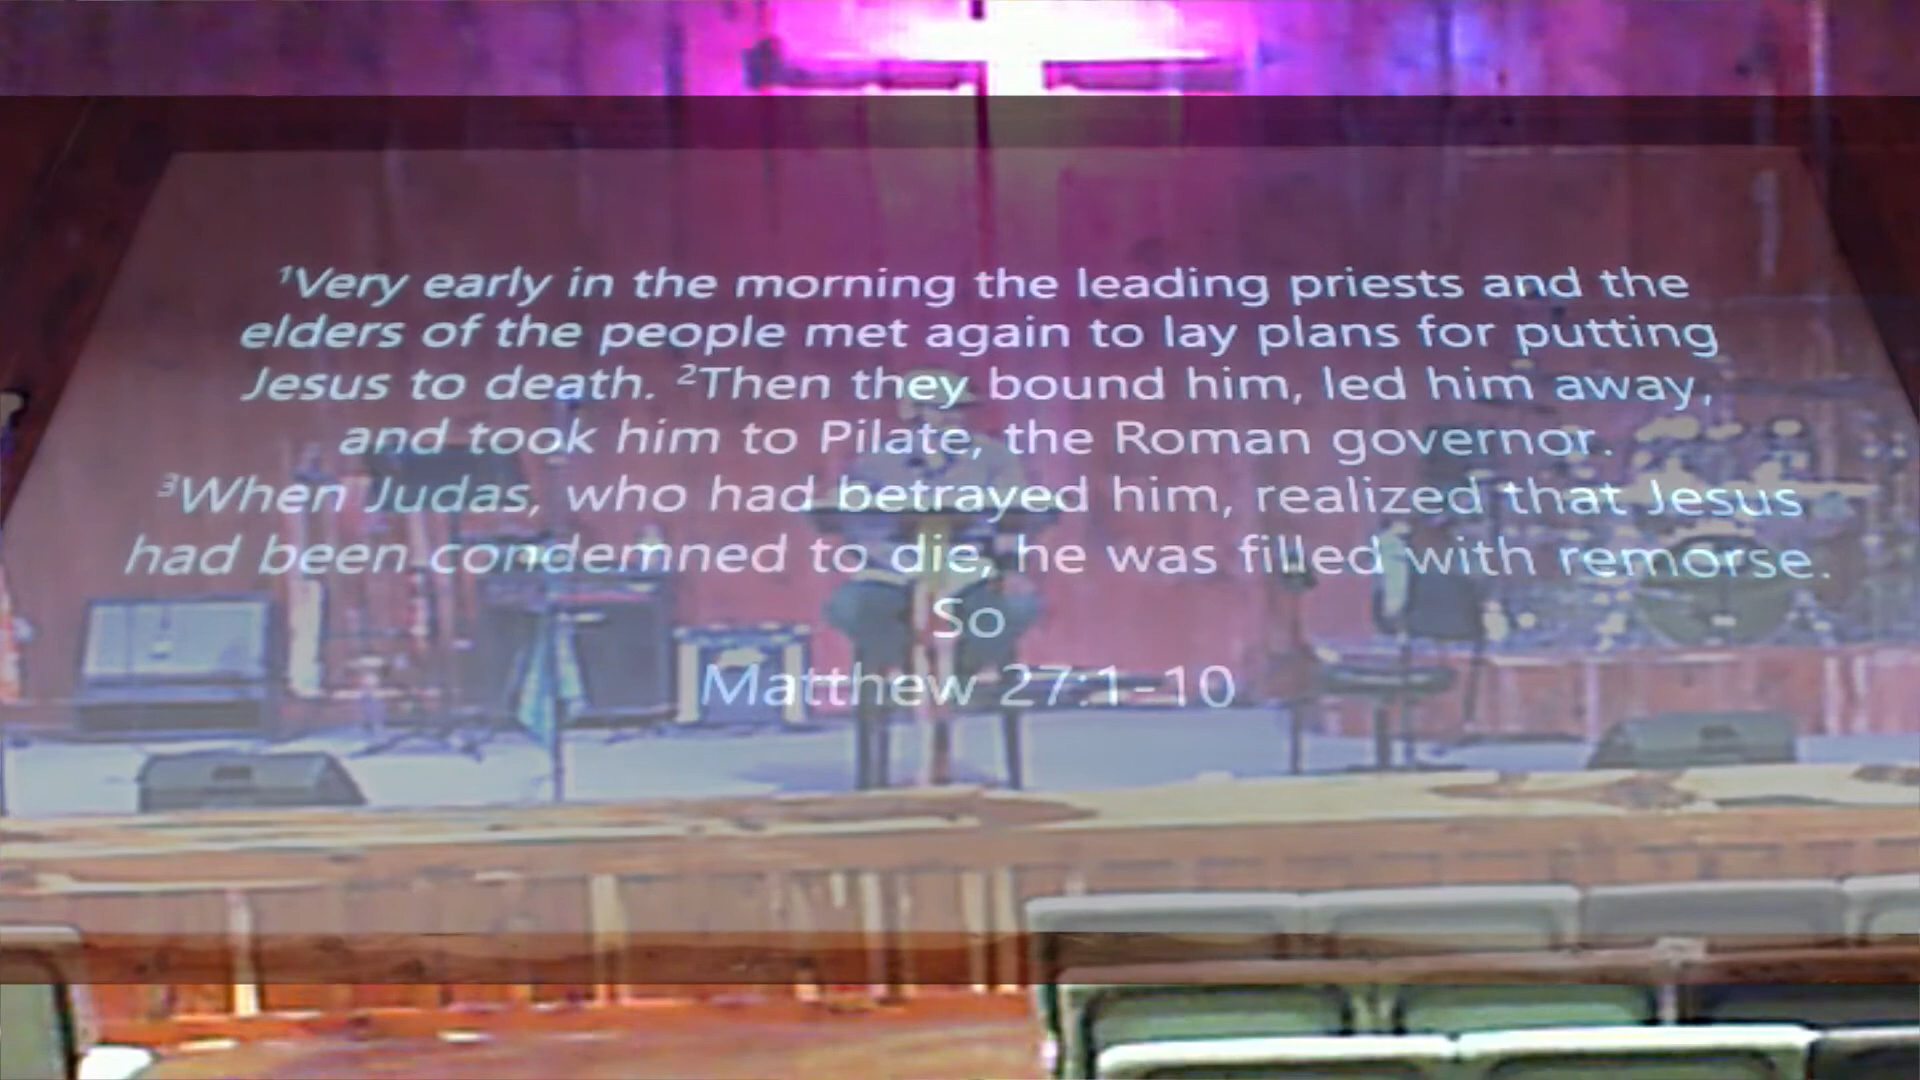 ¹Very early in the morning the leading priests and the
elders of the people met again to lay plans for putting
Jesus to death. ²Then they bound him, led him away,
and took him to Pilate, the Roman governor.
³When Judas, who had betrayed him, realized that Jesus
had been condemned to die, he was filled with remorse.
So
Matthew 27:1-10